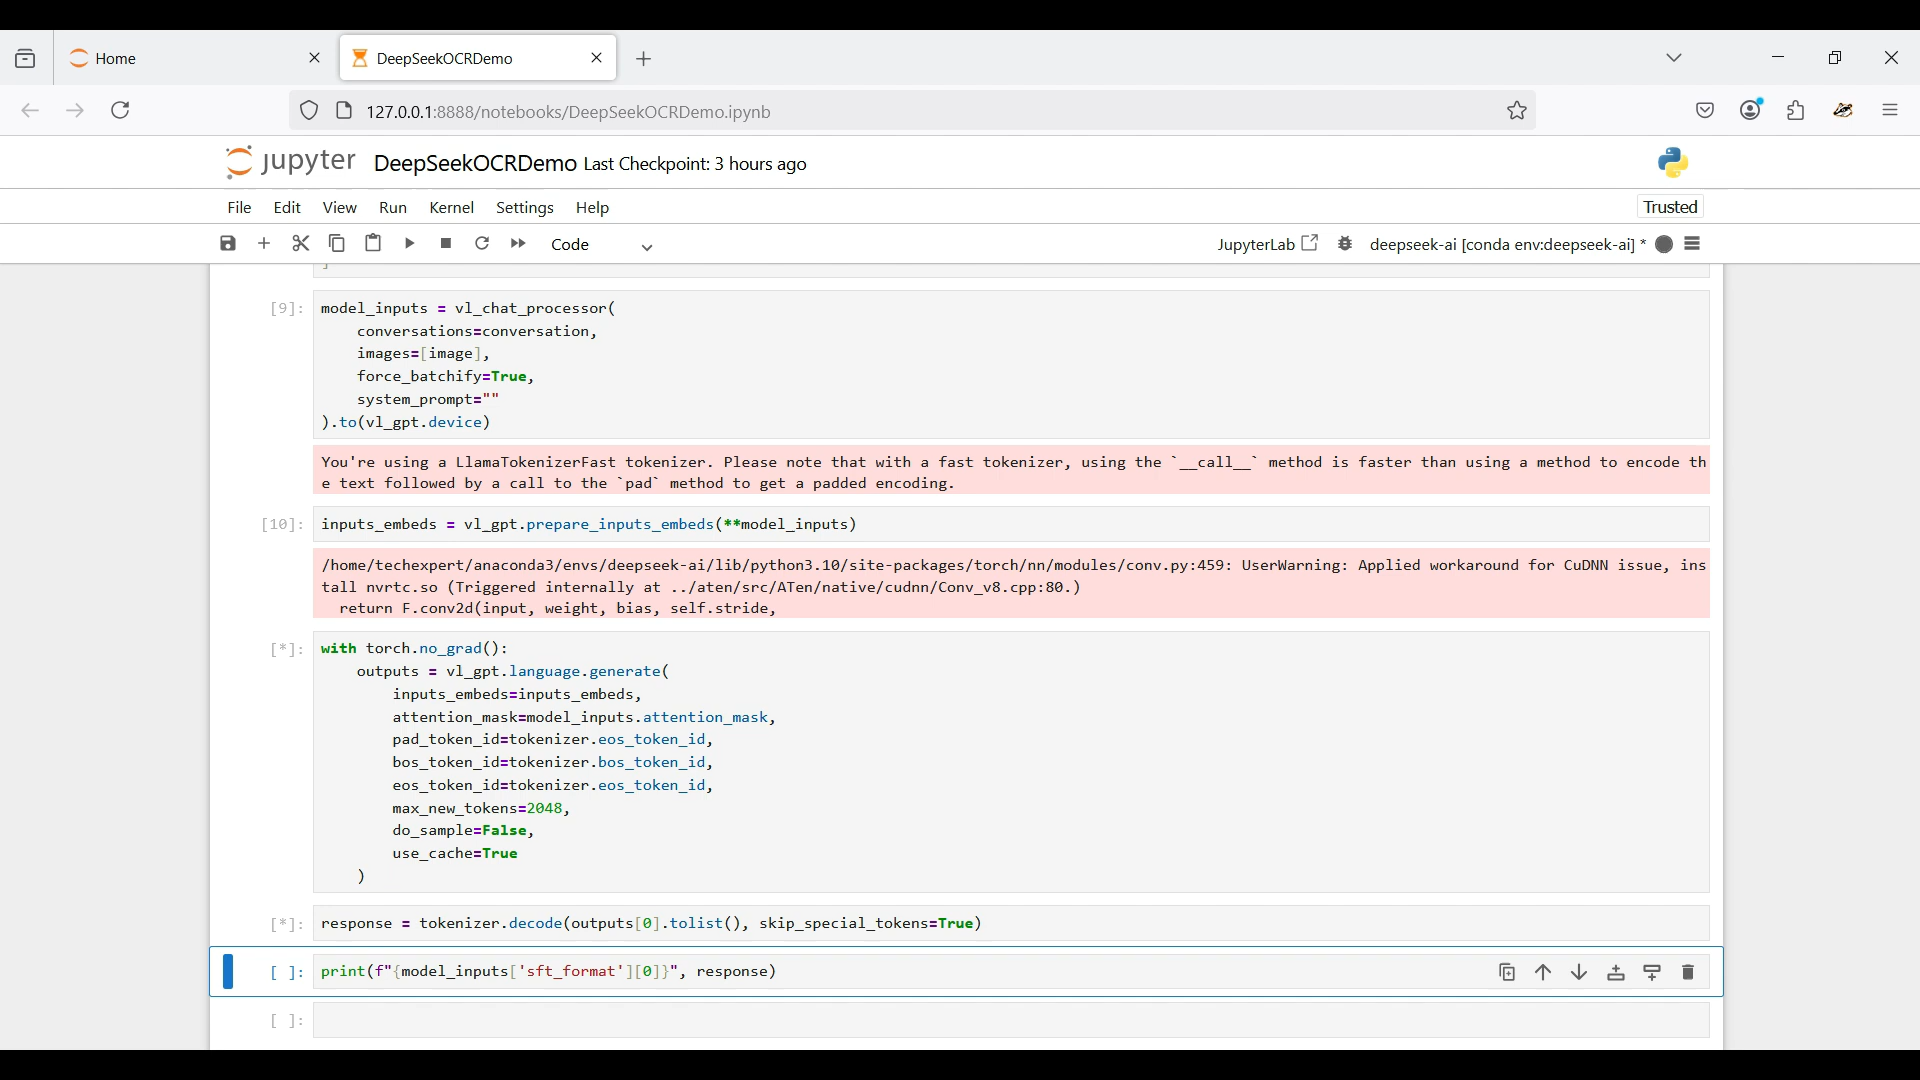 Home
DeepSeekOCRDemo
127.0.0.1:8888/notebooks/DeepSeekOCRDemo.ipynb
jupyter DeepSeekOCRDemo Last Checkpoint: 3 hours ago
File Edit View Run Kernel Settings Help
Trusted
Code
JupyterLab
deepseek-ai [conda env:deepseek-ai] *
]
[9]: model_inputs = vl_chat_processor(
conversations=conversation,
images=[image],
force_batchify=True,
system_prompt=""
).to(vl_gpt.device)
You're using a LlamaTokenizerFast tokenizer. Please note that with a fast tokenizer, using the `__call__` method is faster than using a method to encode th
e text followed by a call to the `pad` method to get a padded encoding.
[10]: inputs_embeds = vl_gpt.prepare_inputs_embeds(**model_inputs)
/home/techexpert/anaconda3/envs/deepseek-ai/lib/python3.10/site-packages/torch/nn/modules/conv.py:459: UserWarning: Applied workaround for CuDNN issue, ins
tall nvrtc.so (Triggered internally at ../aten/src/ATen/native/cudnn/Conv_v8.cpp:80.)
return F.conv2d(input, weight, bias, self.stride,
[*]: with torch.no_grad():
outputs = vl_gpt.language.generate(
inputs_embeds=inputs_embeds,
attention_mask=model_inputs.attention_mask,
pad_token_id=tokenizer.eos_token_id,
bos_token_id=tokenizer.bos_token_id,
eos_token_id=tokenizer.eos_token_id,
max_new_tokens=2048,
do_sample=False,
use_cache=True
)
[*]: response = tokenizer.decode(outputs[0].tolist(), skip_special_tokens=True)
[ ]: print(f"{model_inputs['sft_format'][0]}", response)
[ ]: